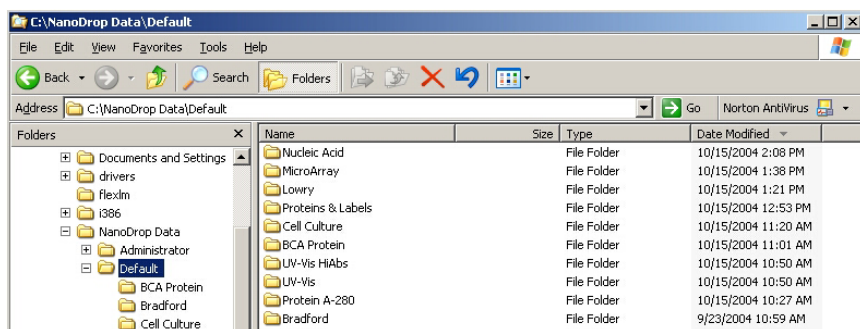 C:\NanoDrop Data\Default
File Edit View Favorites Tools Help
Back Search Folders
Address C:\NanoDrop Data\Default Go Norton AntiVirus
Folders x Name Size Type Date Modified
Documents and Settings
drivers
flexlm
i386
NanoDrop Data
Administrator
Default
BCA Protein
Bradford
Cell Culture
Nucleic Acid File Folder 10/15/2004 2:08 PM
MicroArray File Folder 10/15/2004 1:38 PM
Lowry File Folder 10/15/2004 1:21 PM
Proteins & Labels File Folder 10/15/2004 12:53 PM
Cell Culture File Folder 10/15/2004 11:20 AM
BCA Protein File Folder 10/15/2004 11:01 AM
UV-Vis HiAbs File Folder 10/15/2004 10:50 AM
UV-Vis File Folder 10/15/2004 10:50 AM
Protein A-280 File Folder 10/15/2004 10:27 AM
Bradford File Folder 9/23/2004 10:59 AM